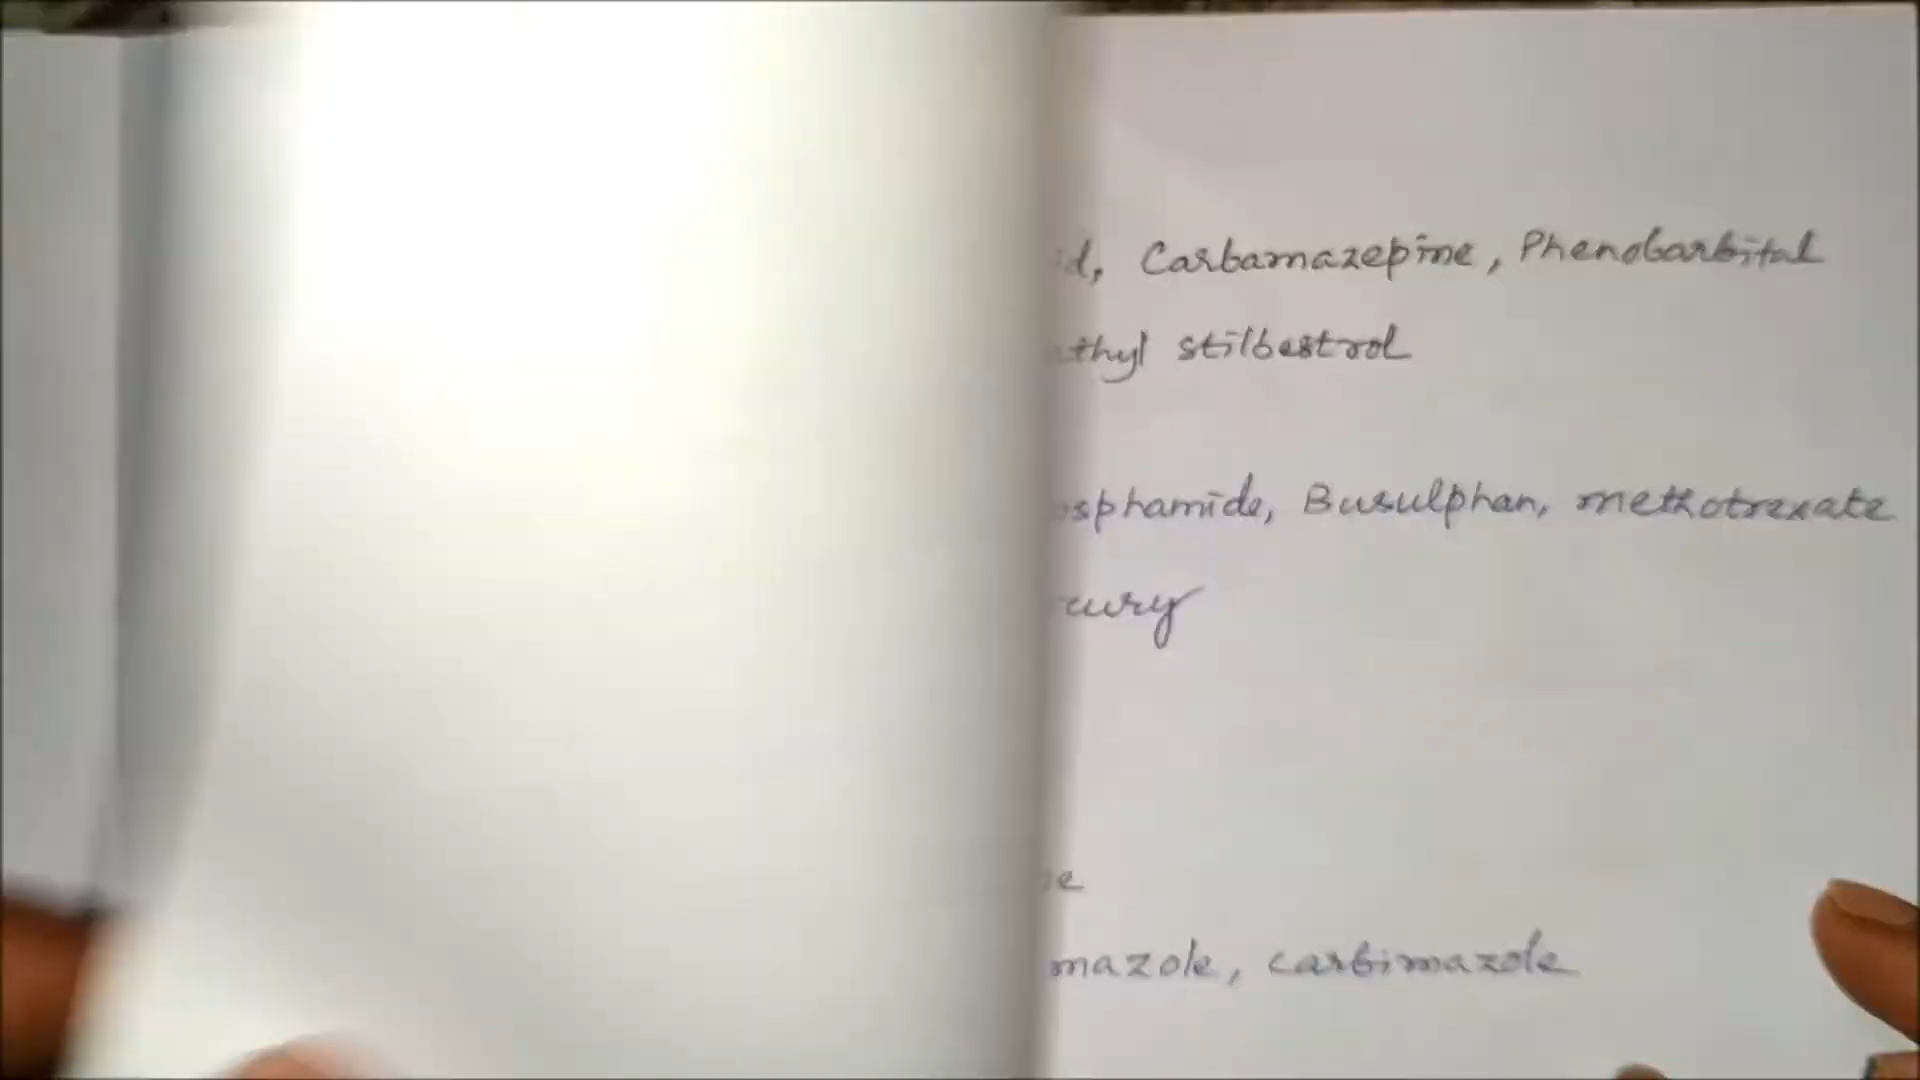 d, Carbamazepine, Phenobarbital
thyl stilbestrol
sphamide, Busulphan, methotrexate
cury
e
mazole, carbimazole